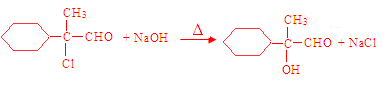 CH₃ CH₃
C — CHO + NaOH Δ C — CHO + NaCl
Cl OH